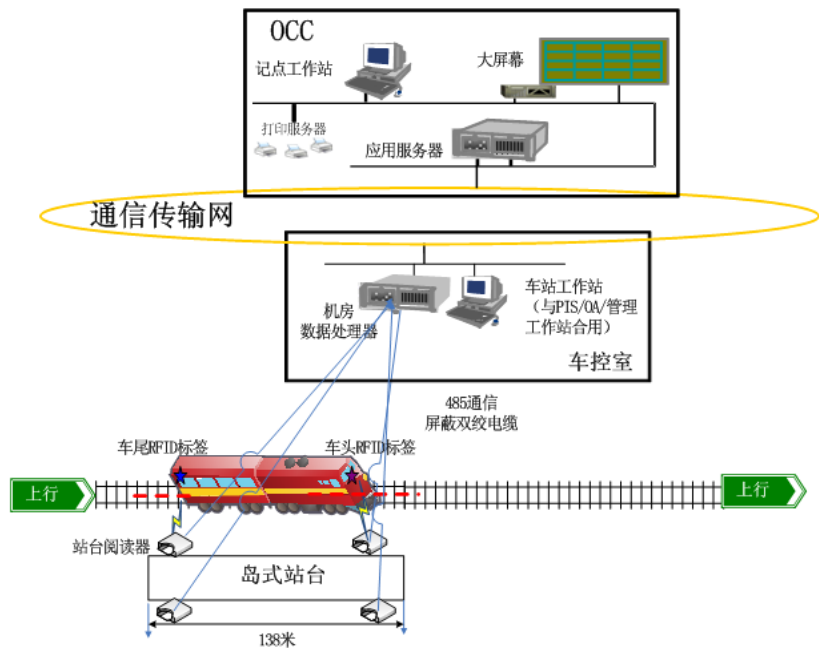 OCC
记点工作站
大屏幕
打印服务器
应用服务器
通信传输网
车站工作站
（与PIS/OA/管理
工作站合用）
机房
数据处理器
车控室
485通信
屏蔽双绞电缆
车尾RFID标签
车头RFID标签
上行
上行
站台阅读器
岛式站台
138米